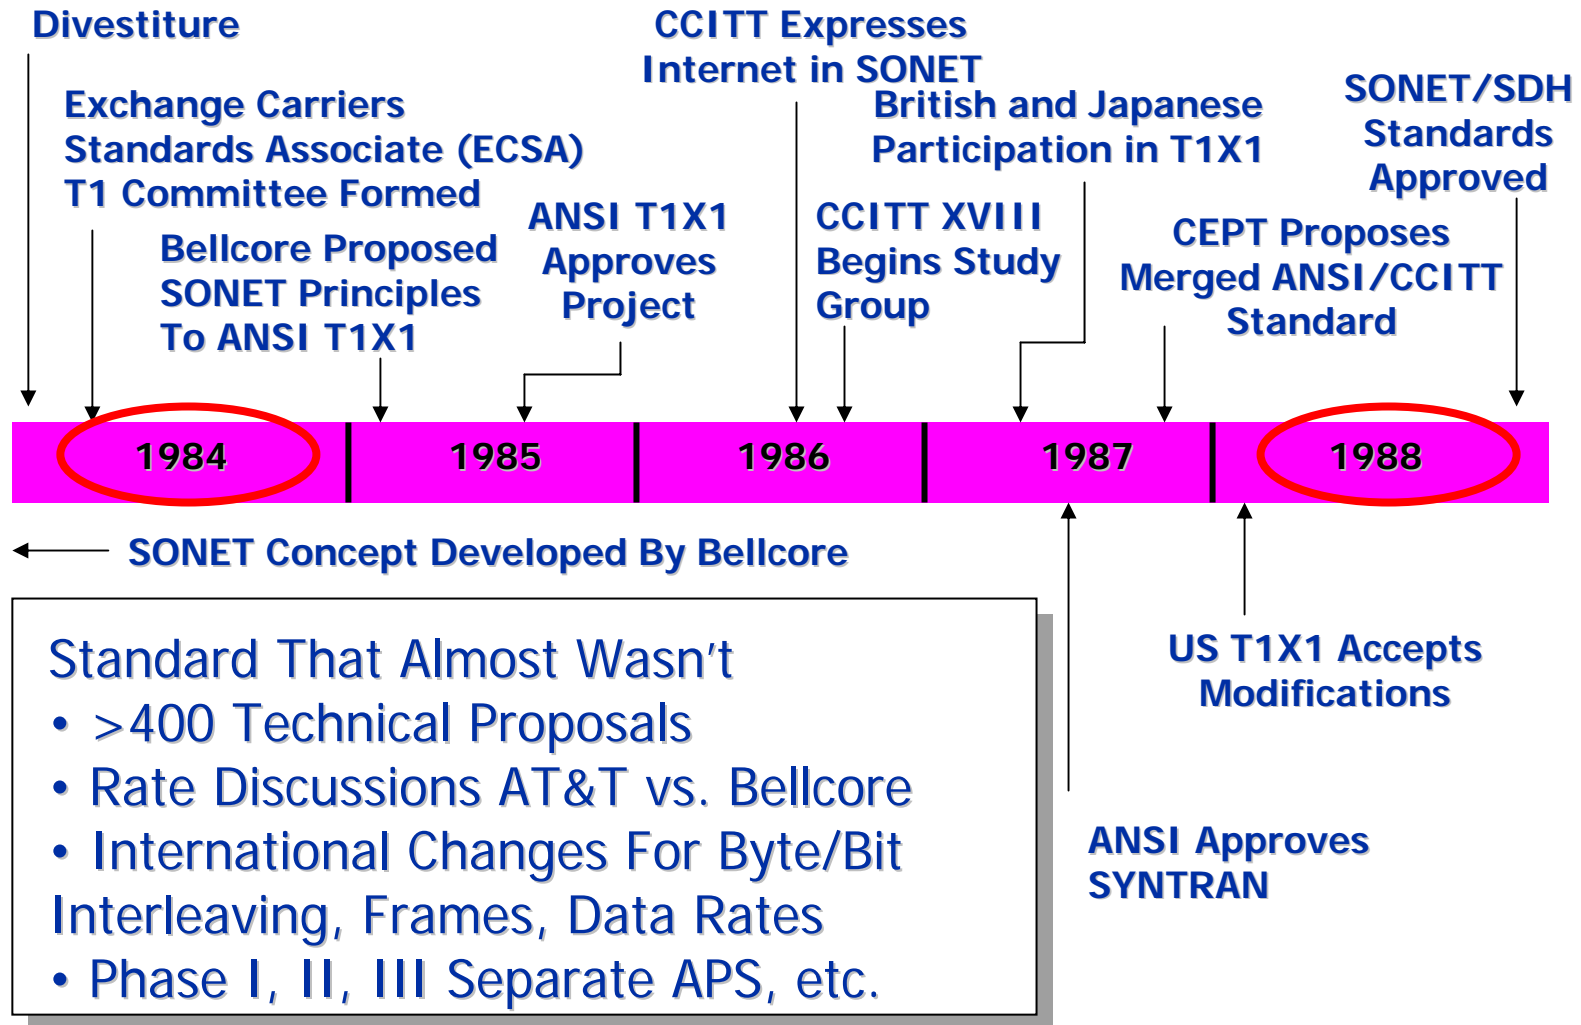 Divestiture
CCITT Expresses
Internet in SONET
Exchange Carriers
Standards Associate (ECSA)
T1 Committee Formed
British and Japanese
Participation in T1X1
SONET/SDH
Standards
Approved
Bellcore Proposed
SONET Principles
To ANSI T1X1
ANSI T1X1
Approves
Project
CCITT XVIII
Begins Study
Group
CEPT Proposes
Merged ANSI/CCITT
Standard
1984
1985
1986
1987
1988
SONET Concept Developed By Bellcore
Standard That Almost Wasn't
• >400 Technical Proposals
• Rate Discussions AT&T vs. Bellcore
• International Changes For Byte/Bit
Interleaving, Frames, Data Rates
• Phase I, II, III Separate APS, etc.
US T1X1 Accepts
Modifications
ANSI Approves
SYNTRAN